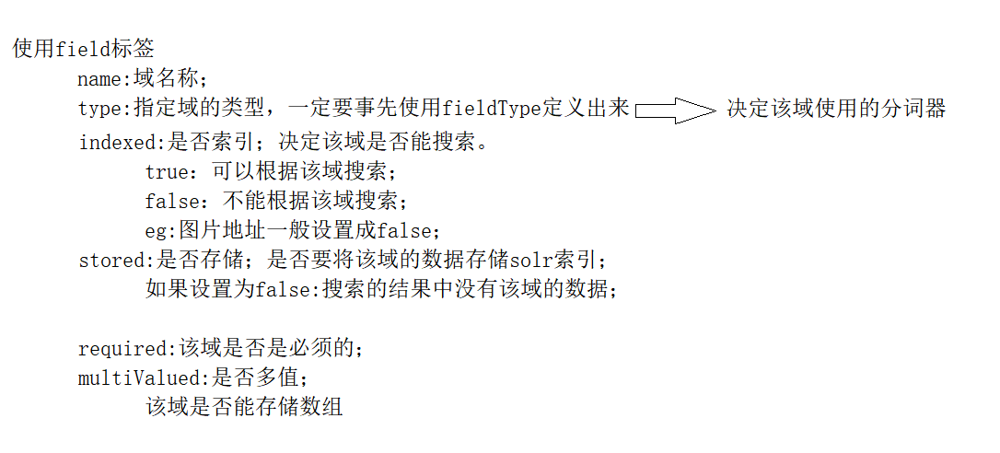 使用field标签
name:域名称；
type:指定域的类型，一定要事先使用fieldType定义出来 决定该域使用的分词器
indexed:是否索引；决定该域是否能搜索。
true：可以根据该域搜索；
false：不能根据该域搜索；
eg:图片地址一般设置成false；
stored:是否存储；是否要将该域的数据存储solr索引；
如果设置为false:搜索的结果中没有该域的数据；
required:该域是否是必须的；
multiValued:是否多值；
该域是否能存储数组